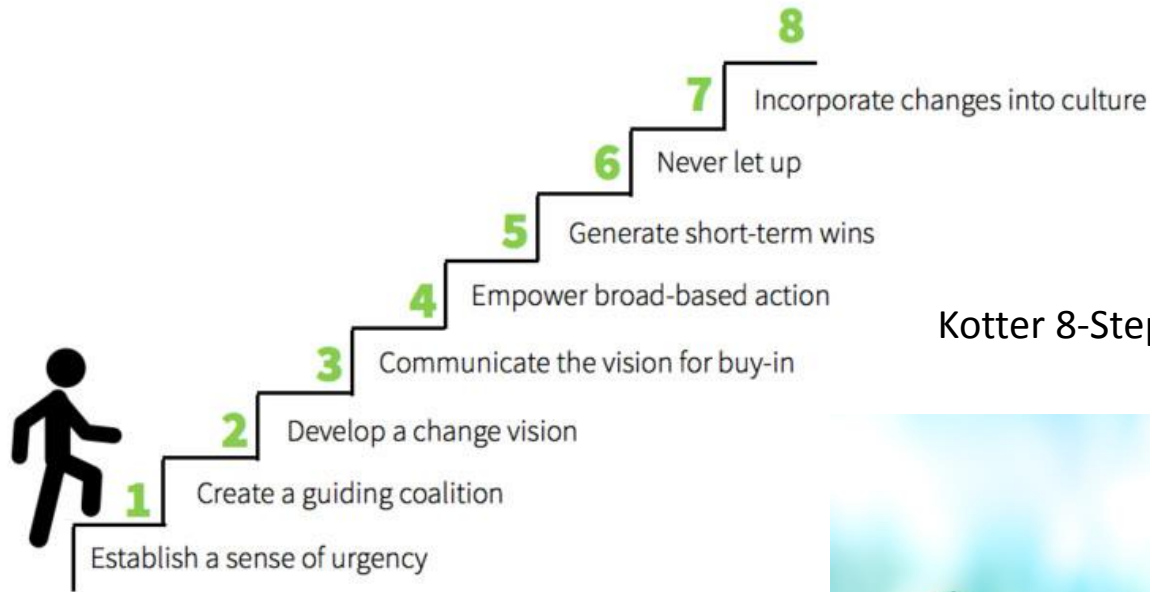 8
7
Incorporate changes into culture
6
Never let up
5
Generate short-term wins
4
Empower broad-based action
Kotter 8-Step
3
Communicate the vision for buy-in
2
Develop a change vision
1
Create a guiding coalition
Establish a sense of urgency